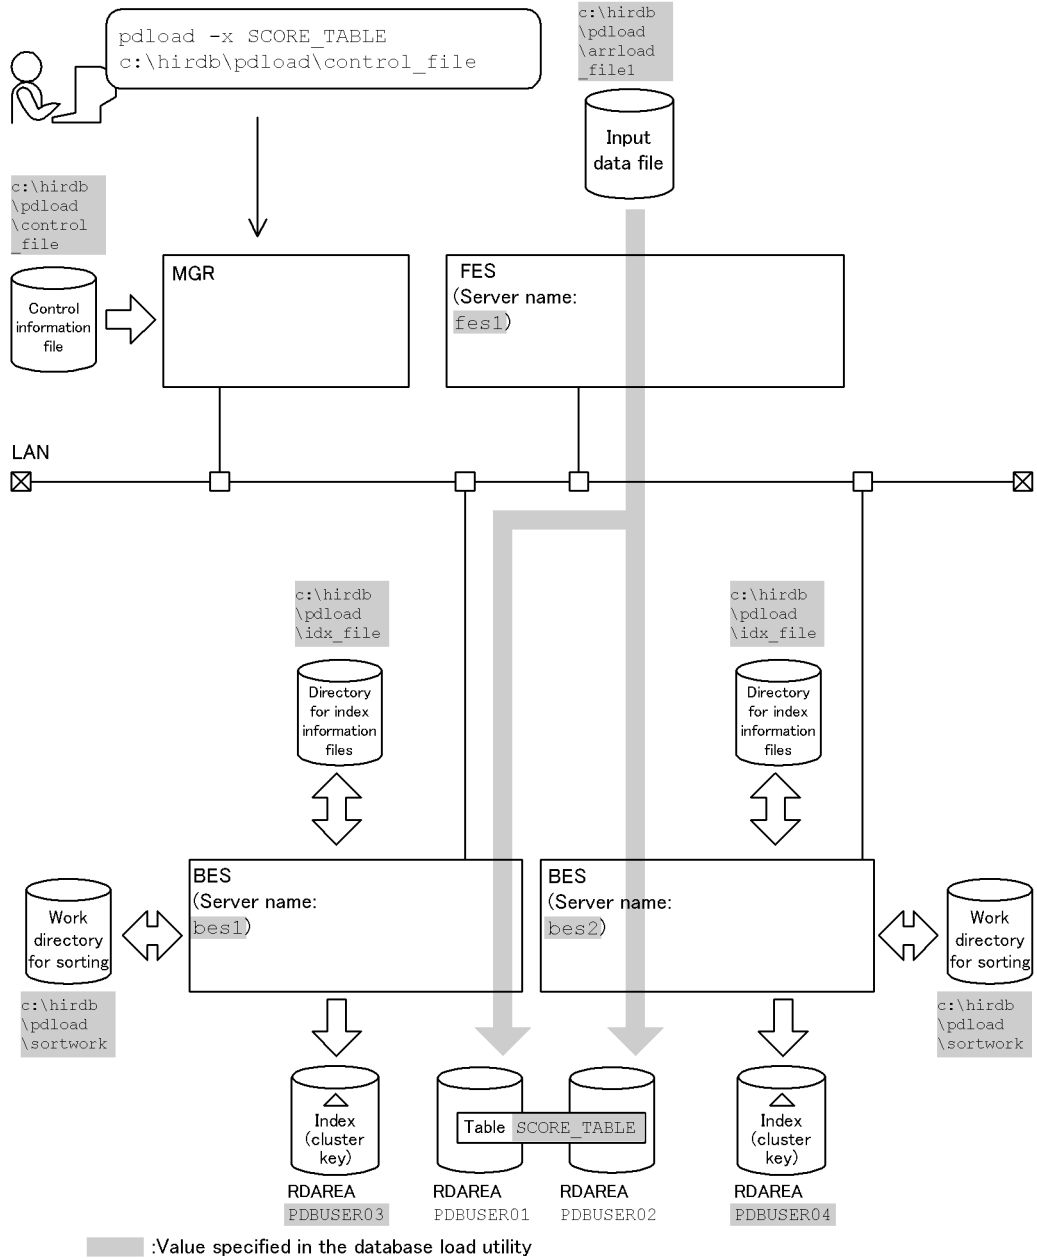 pdload -x SCORE_TABLE
c:\hirdb\pdload\control_file
c:\hirdb
\pdload
\arrload
_file1
Input
data file
c:\hirdb
\pdload
\control
_file
Control
information
file
MGR
FES
(Server name:
fes1)
LAN
c:\hirdb
\pdload
\idx_file
Directory
for index
information
files
c:\hirdb
\pdload
\idx_file
Directory
for index
information
files
Work
directory
for sorting
c:\hirdb
\pdload
\sortwork
BES
(Server name:
bes1)
BES
(Server name:
bes2)
Work
directory
for sorting
c:\hirdb
\pdload
\sortwork
Index
(cluster
key)
RDAREA
PDBUSER03
Table SCORE_TABLE
RDAREA
PDBUSER01
RDAREA
PDBUSER02
Index
(cluster
key)
RDAREA
PDBUSER04
:Value specified in the database load utility